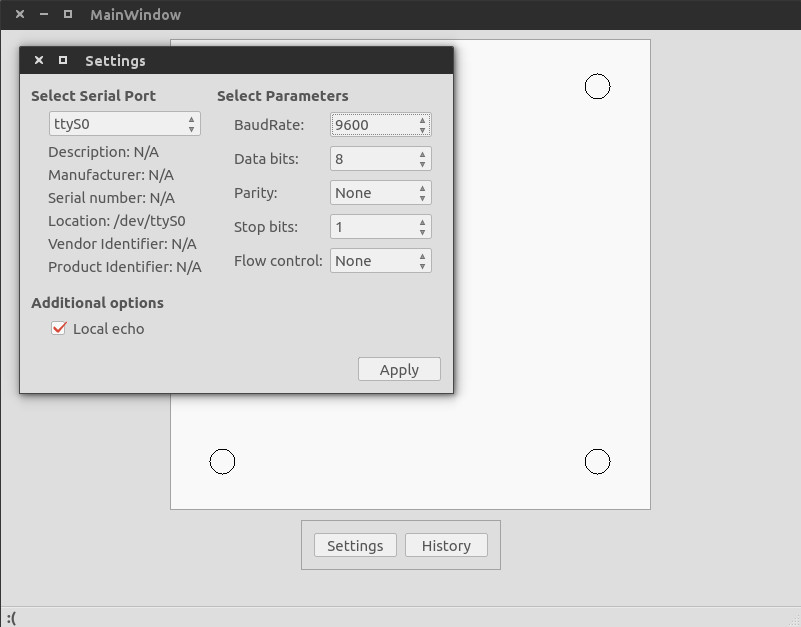 MainWindow
Settings
Select Serial Port
ttyS0
Description: N/A
Manufacturer: N/A
Serial number: N/A
Location: /dev/ttyS0
Vendor Identifier: N/A
Product Identifier: N/A
Select Parameters
BaudRate: 9600
Data bits: 8
Parity: None
Stop bits: 1
Flow control: None
Additional options
Local echo
Apply
Settings History
:(